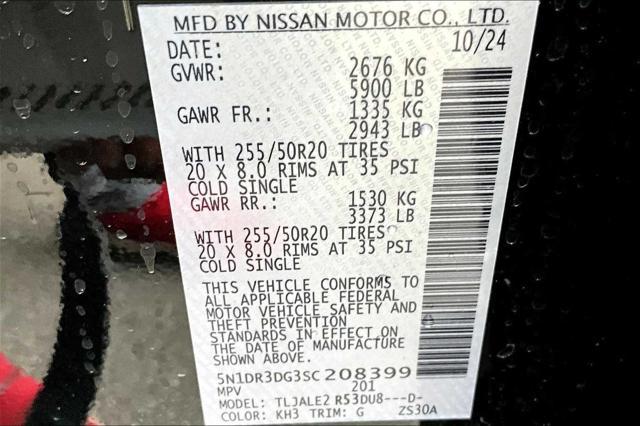 MFD BY NISSAN MOTOR CO., LTD.
DATE: 10/24
GVWR: 2676 KG
5900 LB
GAWR FR.: 1335 KG
2943 LB
WITH 255/50R20 TIRES
20 X 8.0 RIMS AT 35 PSI
COLD SINGLE
GAWR RR.: 1530 KG
3373 LB
WITH 255/50R20 TIRES
20 X 8.0 RIMS AT 35 PSI
COLD SINGLE
THIS VEHICLE CONFORMS TO
ALL APPLICABLE FEDERAL
MOTOR VEHICLE SAFETY AND
THEFT PREVENTION
STANDARDS IN EFFECT ON
THE DATE OF MANUFACTURE
SHOWN ABOVE.
5N1DR3DG3SC208399
MPV 201
MODEL: TLJALE2 R53DU8---D-
COLOR: KH3 TRIM: G ZS30A